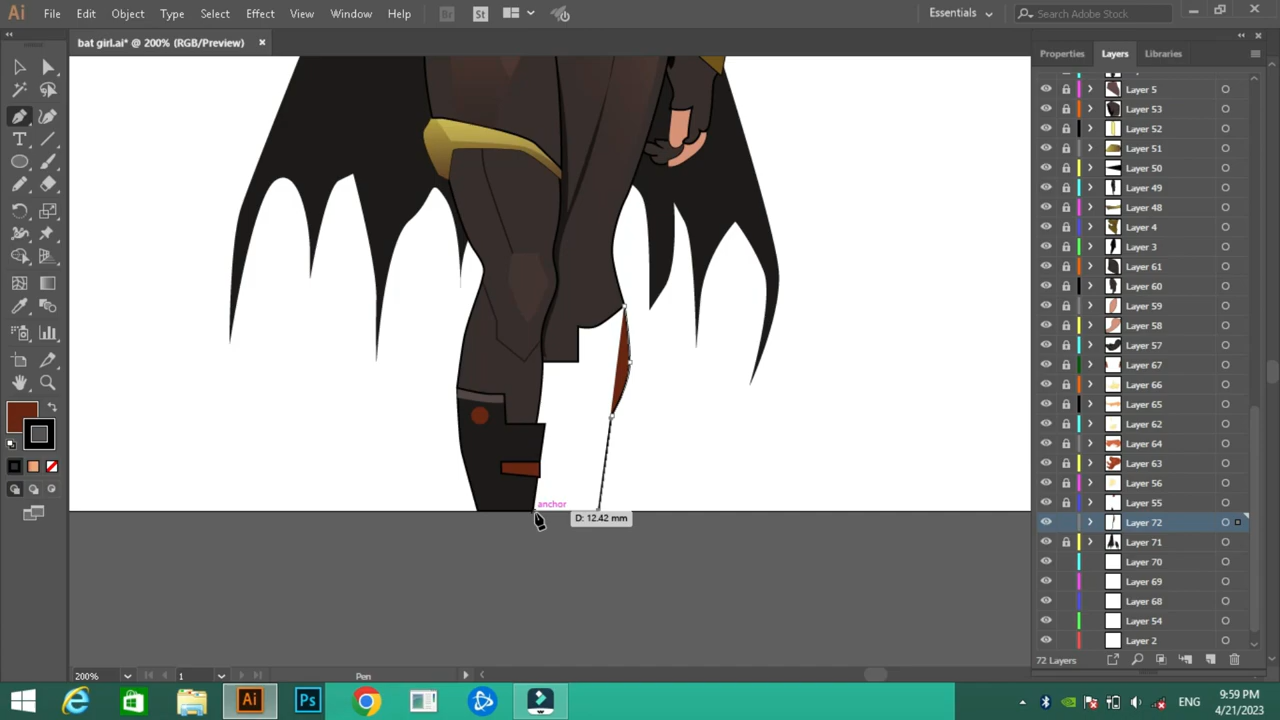 Ai File Edit Object Type Select Effect View Window Help Br St Essentials Search Adobe Stock
bat girl.ai* @ 200% (RGB/Preview)
Properties Layers Libraries
Layer 5
Layer 53
Layer 52
Layer 51
Layer 50
Layer 49
Layer 48
Layer 4
Layer 3
Layer 61
Layer 60
Layer 59
Layer 58
Layer 57
Layer 67
Layer 66
Layer 65
Layer 62
Layer 64
Layer 63
Layer 56
Layer 55
Layer 72
Layer 71
Layer 70
Layer 69
Layer 68
Layer 54
Layer 2
anchor
D: 12.42 mm
200% 1 Pen
72 Layers
Ai Ps ENG
9:59 PM
4/21/2023